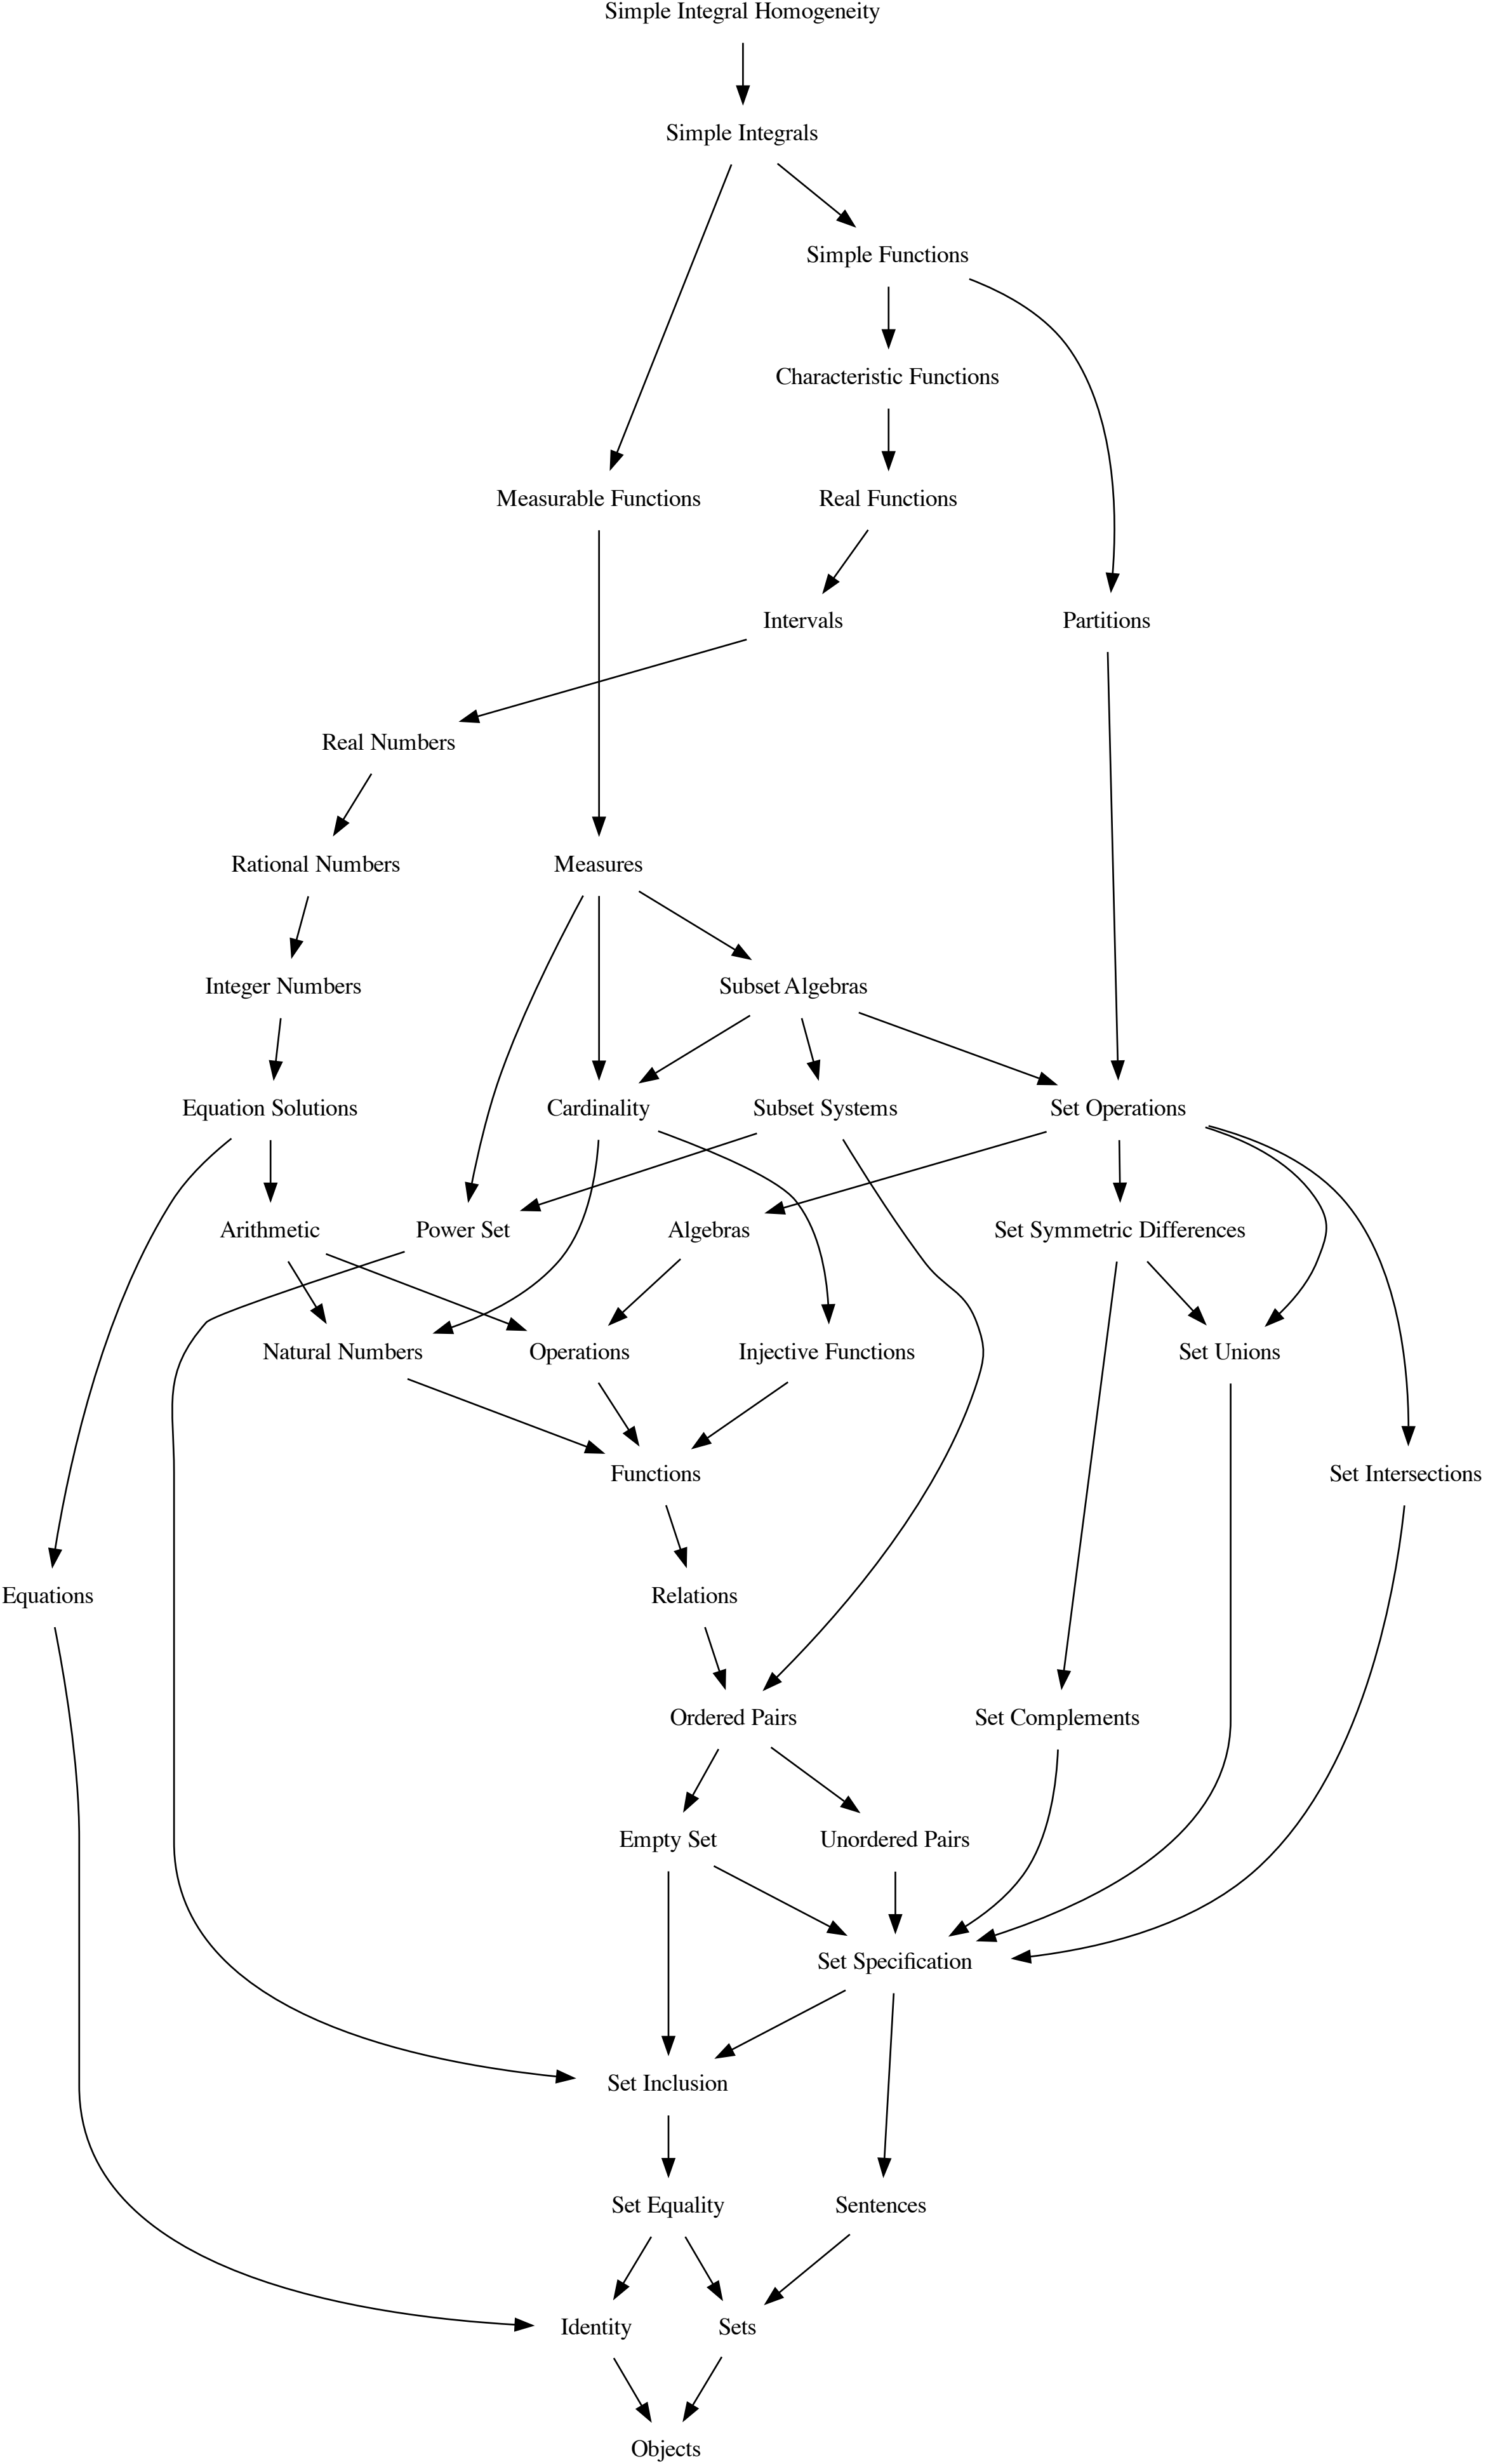 Simple Integral Homogeneity
Simple Integrals
Simple Functions
Characteristic Functions
Measurable Functions
Real Functions
Intervals
Partitions
Real Numbers
Rational Numbers
Measures
Integer Numbers
Subset Algebras
Equation Solutions
Cardinality
Subset Systems
Set Operations
Arithmetic
Power Set
Algebras
Set Symmetric Differences
Natural Numbers
Operations
Injective Functions
Set Unions
Functions
Set Intersections
Equations
Relations
Ordered Pairs
Set Complements
Empty Set
Unordered Pairs
Set Specification
Set Inclusion
Set Equality
Sentences
Identity
Sets
Objects